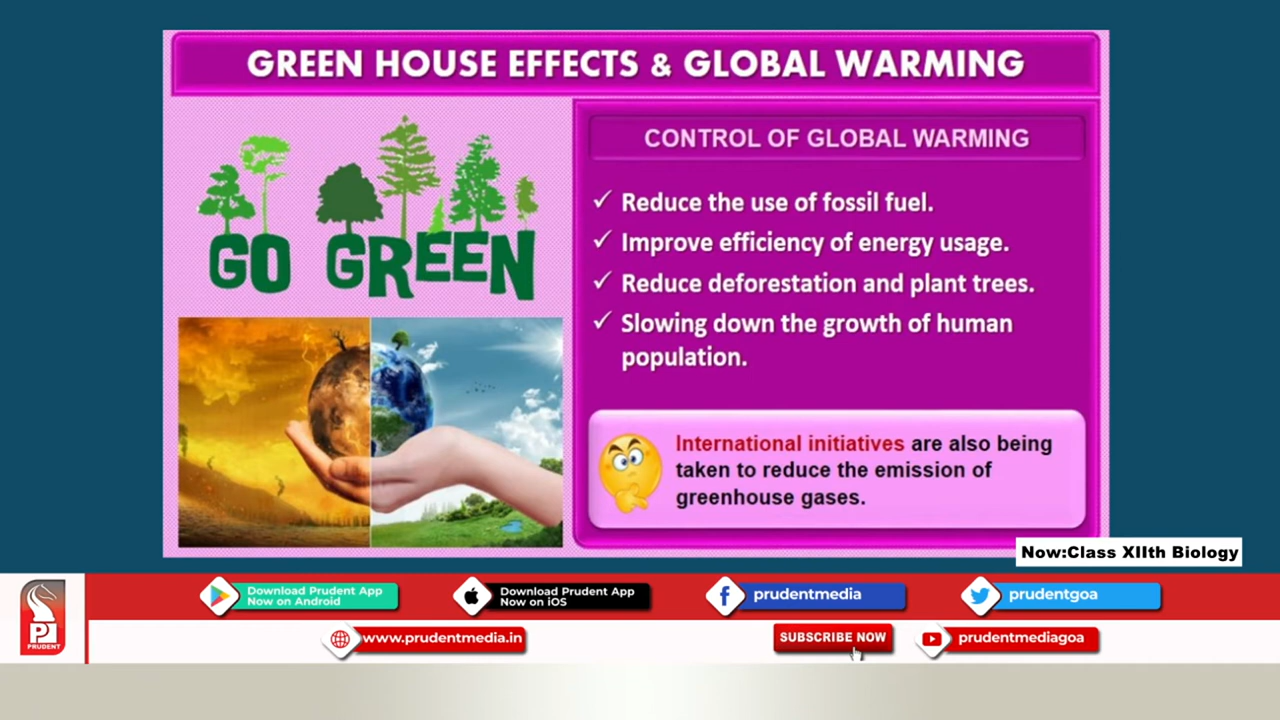 GREEN HOUSE EFFECTS & GLOBAL WARMING
GO GREEN
CONTROL OF GLOBAL WARMING
✓ Reduce the use of fossil fuel.
✓ Improve efficiency of energy usage.
✓ Reduce deforestation and plant trees.
✓ Slowing down the growth of human
population.
International initiatives are also being
taken to reduce the emission of
greenhouse gases.
Now:Class XIIth Biology
PRUDENT
Download Prudent App
Now on Android
Download Prudent App
Now on iOS
prudentmedia
prudentgoa
www.prudentmedia.in
SUBSCRIBE NOW
prudentmediagoa